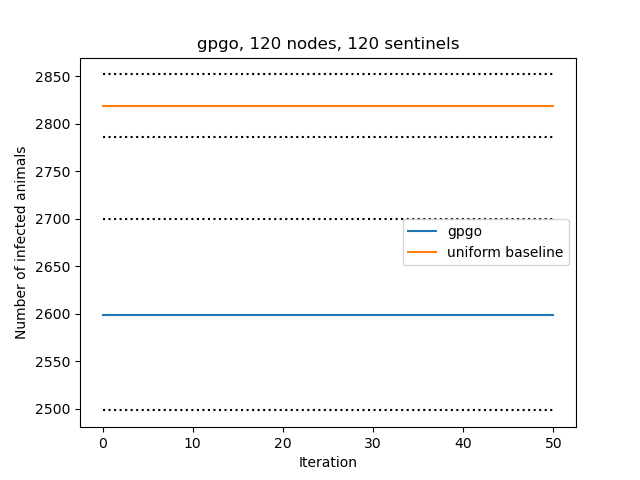 gpgo, 120 nodes, 120 sentinels
2850
2800
2750
2700
2650
2600
2550
2500
Number of infected animals
gpgo
uniform baseline
0 10 20 30 40 50
Iteration